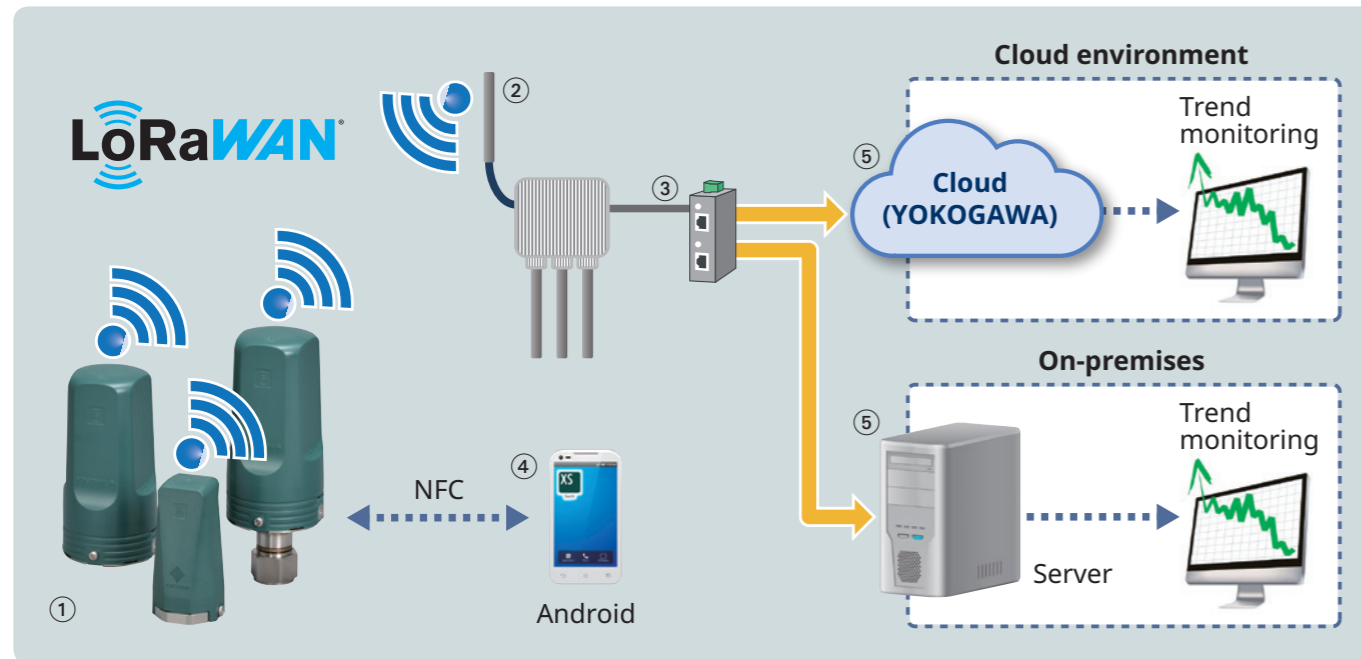 LoRaWAN®
②
③
Cloud environment
Trend
monitoring
⑤
Cloud
(YOKOGAWA)
On-premises
Trend
monitoring
⑤
Server
NFC
④
XS
Android
①